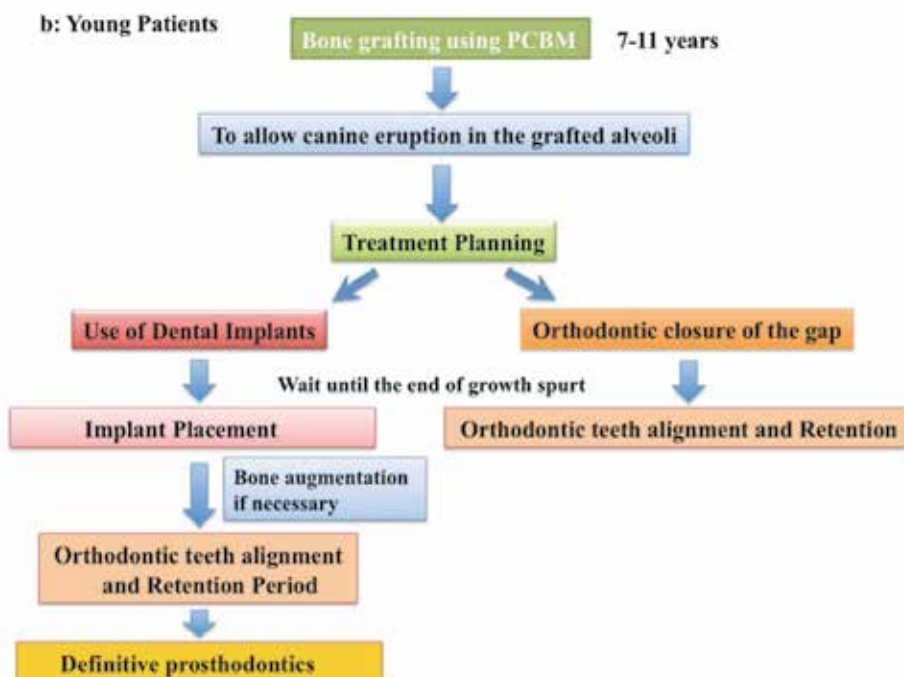 b: Young Patients
Bone grafting using PCBM
7-11 years
To allow canine eruption in the grafted alveoli
Treatment Planning
Use of Dental Implants
Orthodontic closure of the gap
Wait until the end of growth spurt
Implant Placement
Orthodontic teeth alignment and Retention
Bone augmentation
if necessary
Orthodontic teeth alignment
and Retention Period
Definitive prosthodontics